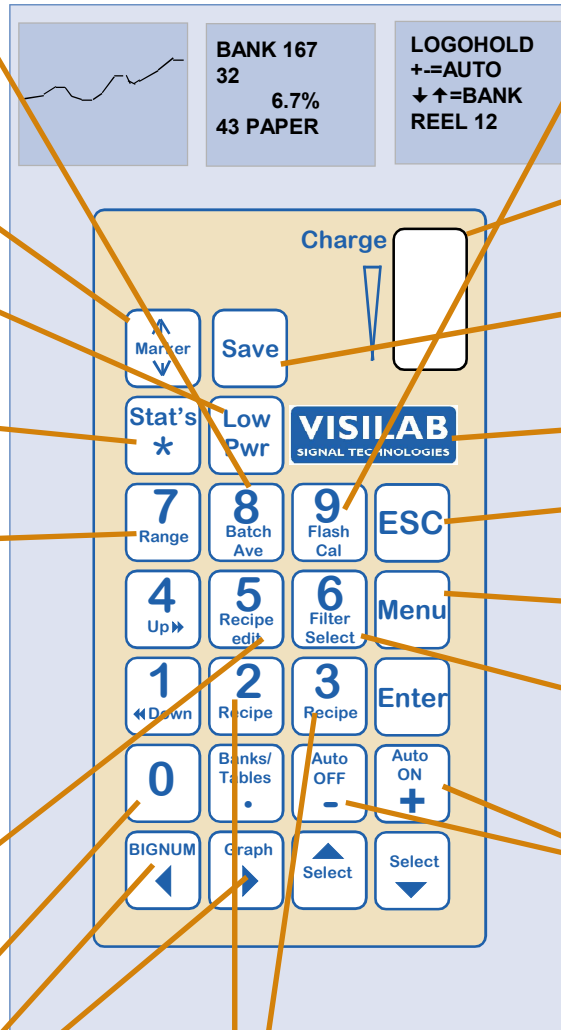 BANK 167
32
6.7%
43 PAPER
LOGOHOLD
+-=AUTO
↓↑=BANK
REEL 12
Charge
Marker
Save
Stat's
*
Low
Pwr
VISILAB
SIGNAL TECHNOLOGIES
7
Range
8
Batch
Ave
9
Flash
Cal
ESC
4
Up
5
Recipe
edit
6
Filter
Select
Menu
1
Down
2
Recipe
3
Recipe
Enter
0
Banks/
Tables
.
Auto
OFF
-
Auto
ON
+
BIGNUM
Graph
Select
Select